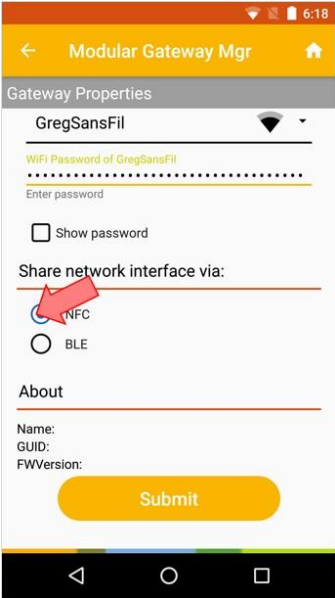 6:18
Modular Gateway Mgr
Gateway Properties
GregSansFil
WiFi Password of GregSansFil
Enter password
Show password
Share network interface via:
NFC
BLE
About
Name:
GUID:
FWVersion:
Submit